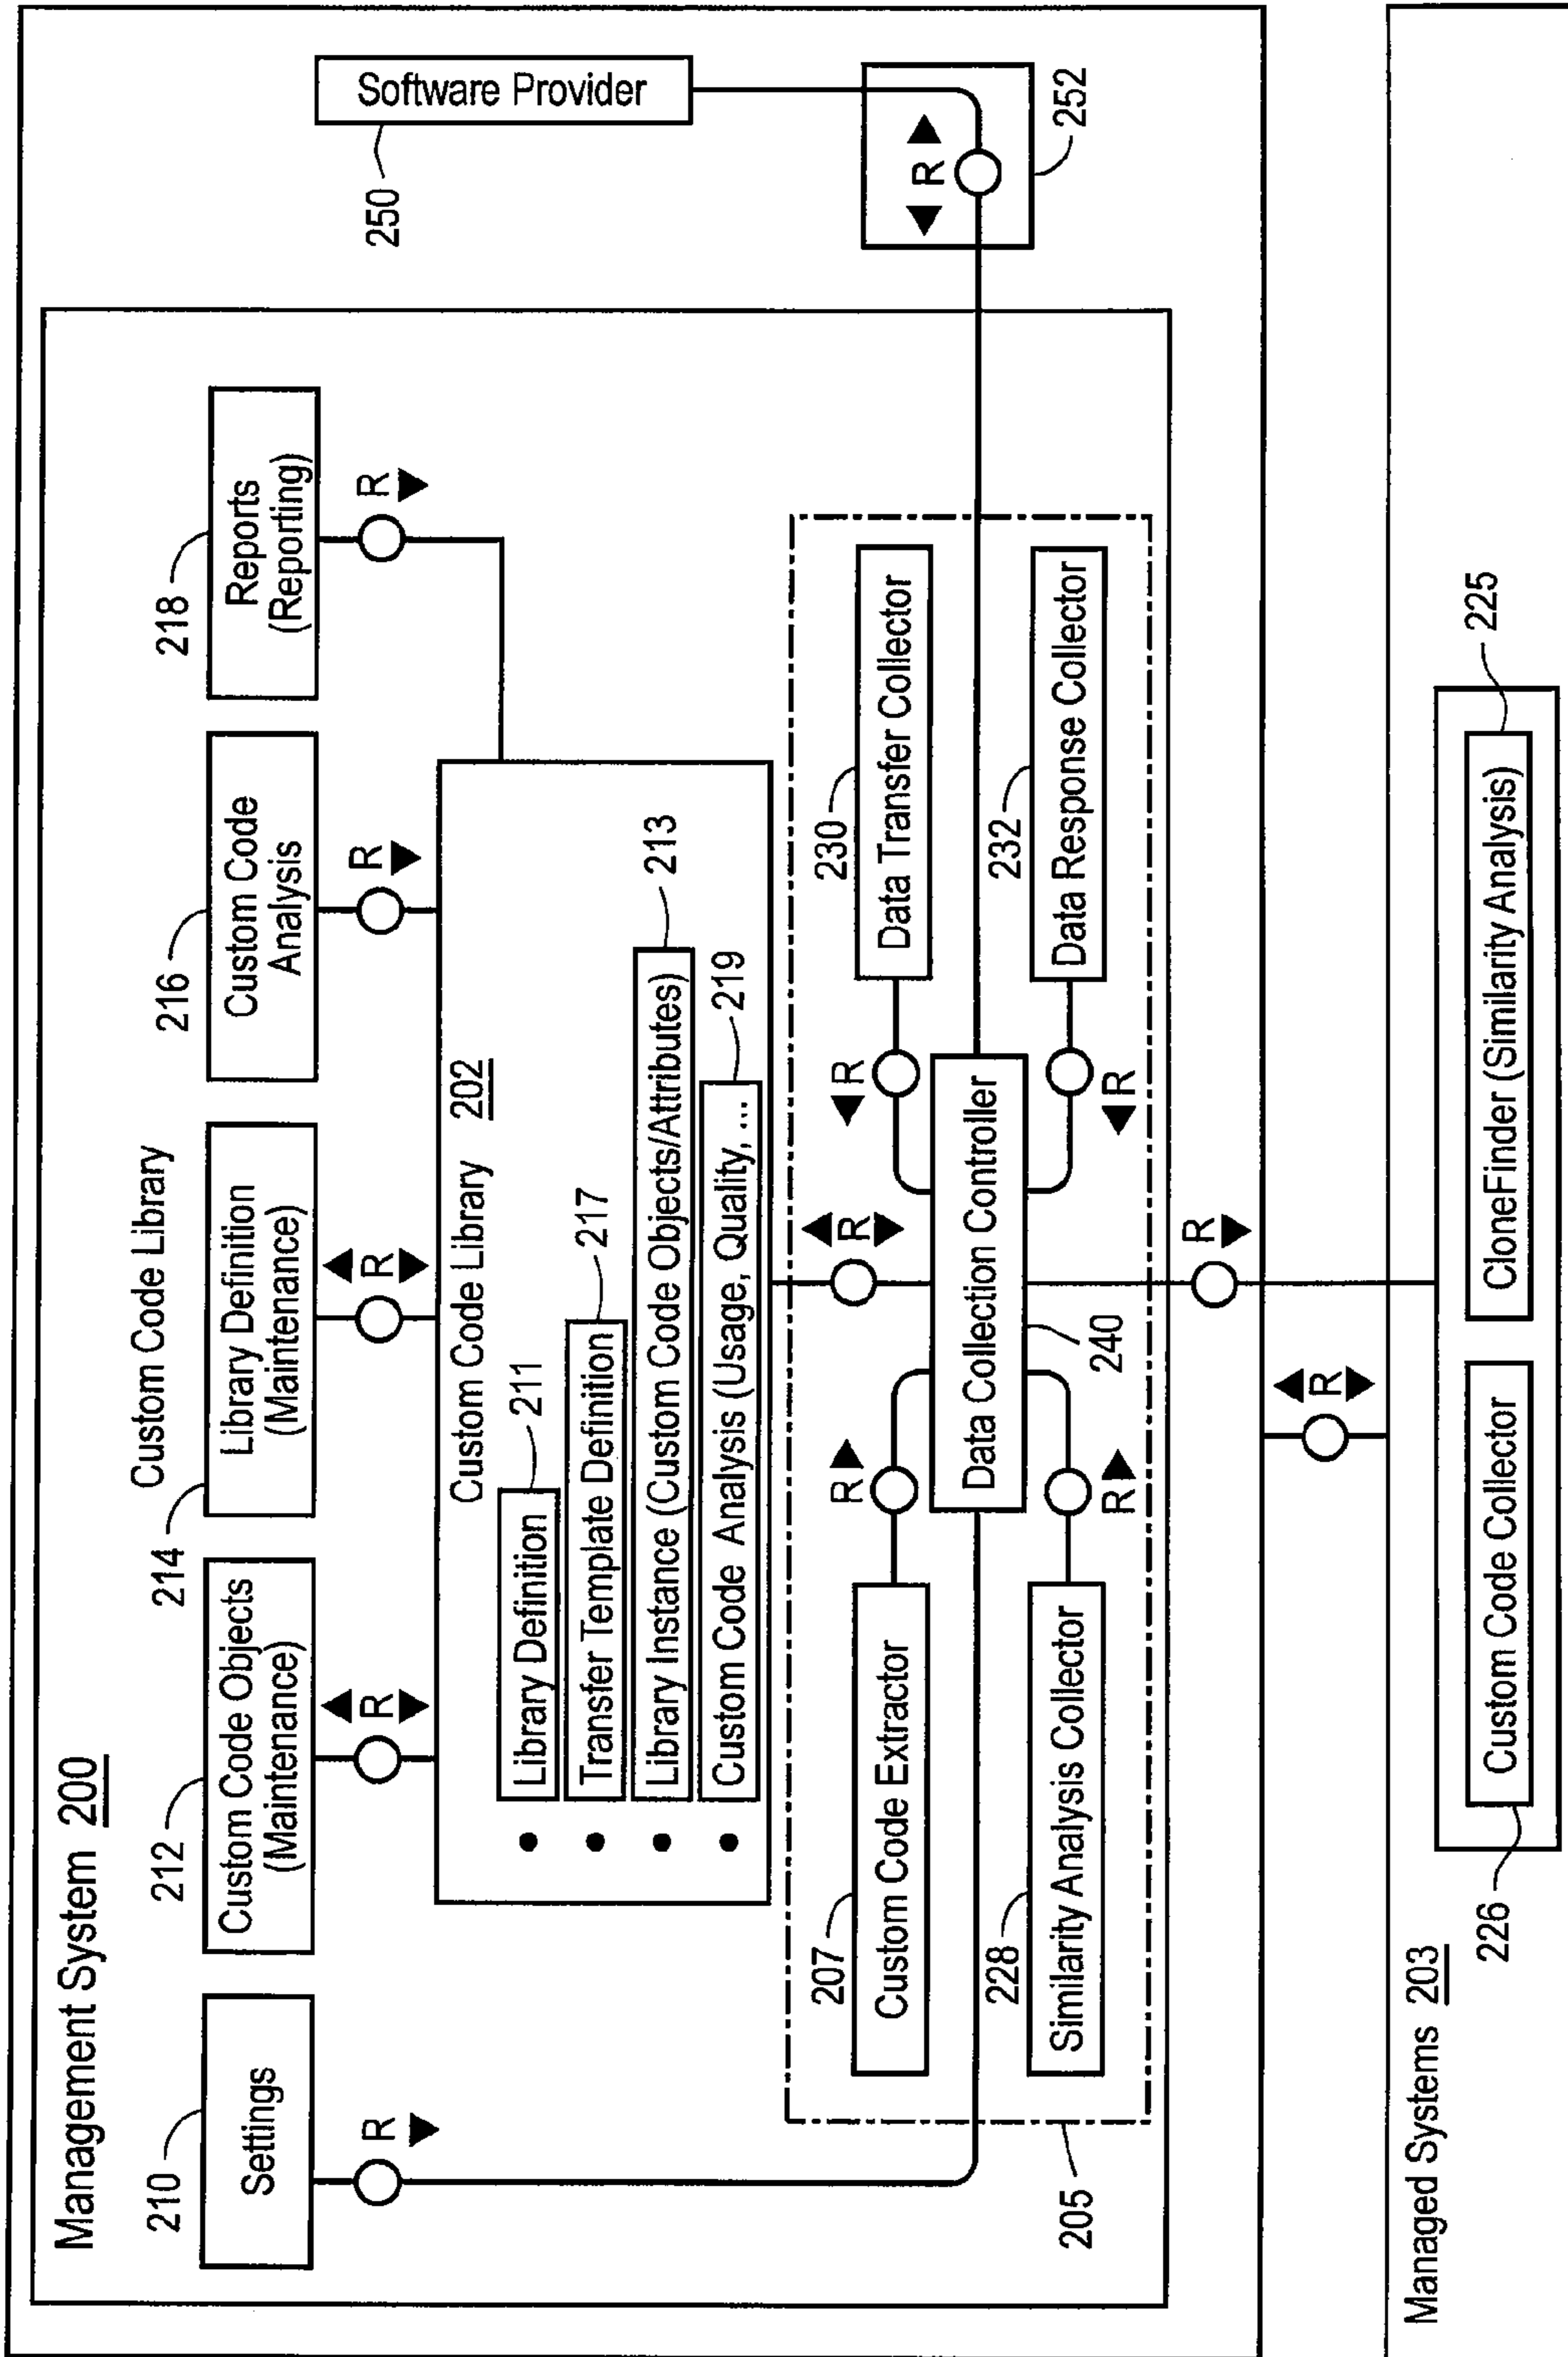 Management System 200
Custom Code Library
210
Settings
R
212
Custom Code Objects
(Maintenance)
R
214
Library Definition
(Maintenance)
R
216
Custom Code
Analysis
R
218
Reports
(Reporting)
R
Custom Code Library 202
Library Definition
211
Transfer Template Definition
217
Library Instance (Custom Code Objects/Attributes)
213
Custom Code Analysis (Usage, Quality, ...
219
R
207
Custom Code Extractor
R
228
Similarity Analysis Collector
R
Data Collection Controller
240
230
Data Transfer Collector
R
232
Data Response Collector
R
205
R
Software Provider
250
R
252
R
Managed Systems 203
Custom Code Collector
226
CloneFinder (Similarity Analysis)
225